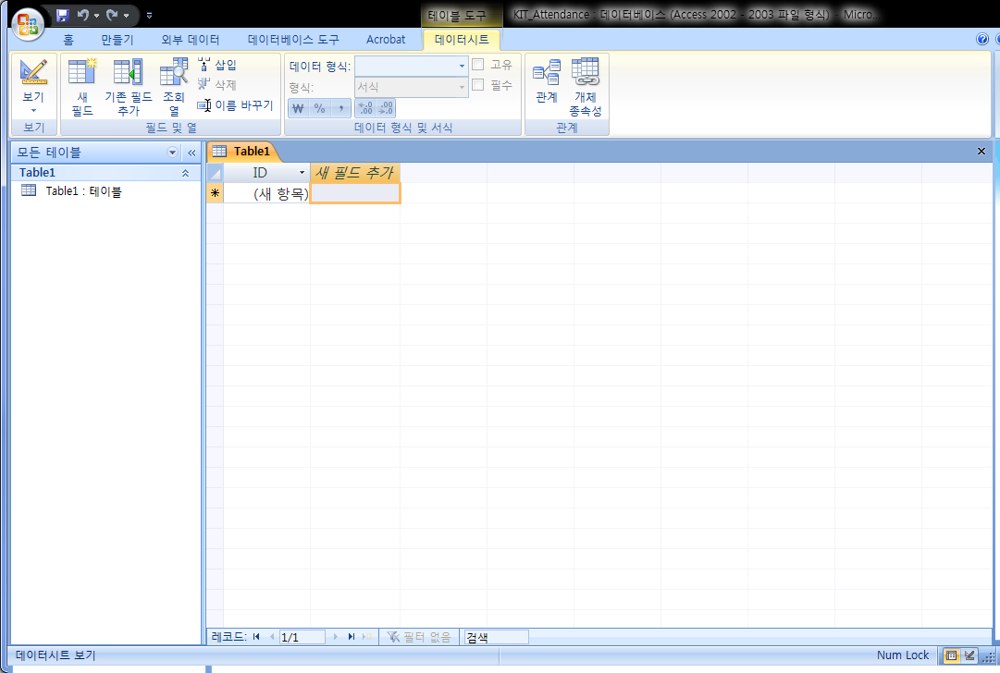 테이블 도구 KIT_Attendance : 데이터베이스 (Access 2002 - 2003 파일 형식) - Micro...
홈 만들기 외부 데이터 데이터베이스 도구 Acrobat 데이터시트
보기
새 필드
기존 필드 추가
조회 열
삽입
삭제
이름 바꾸기
데이터 형식:
형식: 서식
고유
필수
₩ % , .00 .00
관계
개체 종속성
보기 필드 및 열 데이터 형식 및 서식 관계
모든 테이블
Table1
Table1 : 테이블
Table1
ID 새 필드 추가
(새 항목)
레코드: 1/1 필터 없음 검색
데이터시트 보기 Num Lock